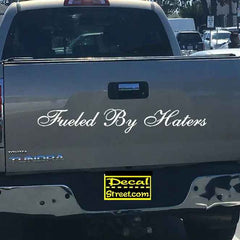 Fueled By Haters
TUNDRA
Decal
Street.com